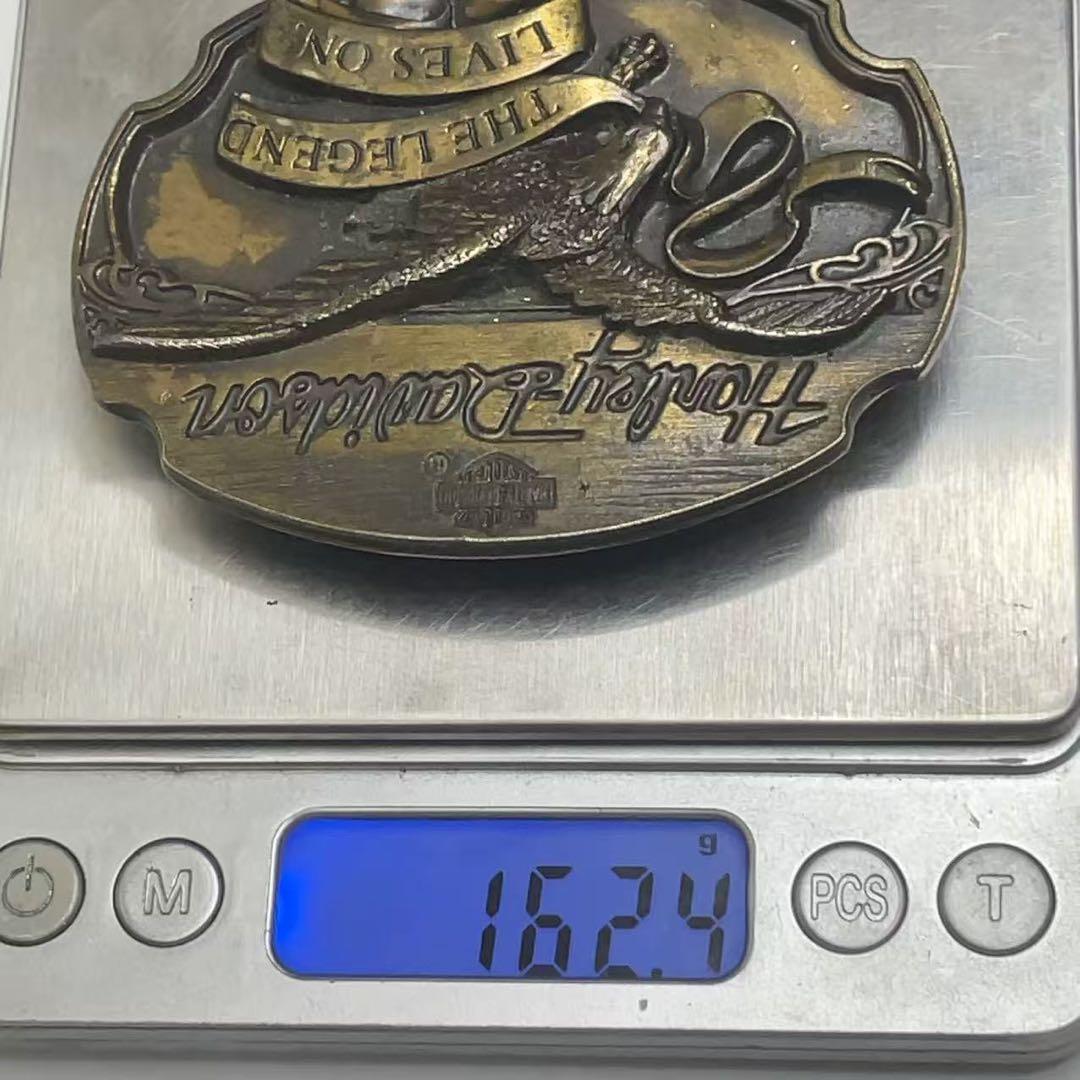 LIVES ON.
THE LEGEND
Harley-Davidson
®
g
162.4
M
PCS
T